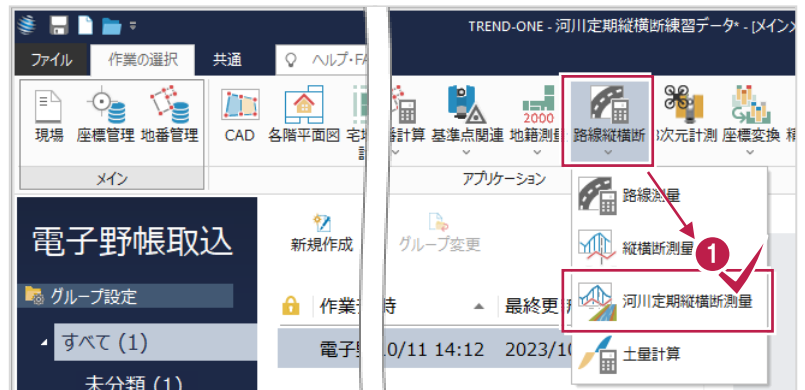 TREND-ONE - 河川定期縦横断練習データ* - [メイン
ファイル 作業の選択 共通 ヘルプ・FA
現場 座標管理 地番管理 CAD 各階平面図
計算 基準点関連 地籍測量 路線縦横断 3次元計測 座標変換
2000
メイン アプリケーション
電子野帳取込
新規作成 グループ変更
路線測量
縦横断測量
1
河川定期縦横断測量
土量計算
グループ設定
すべて (1)
未分類 (1)
作業 時 最終更
電子 0/11 14:12 2023/10